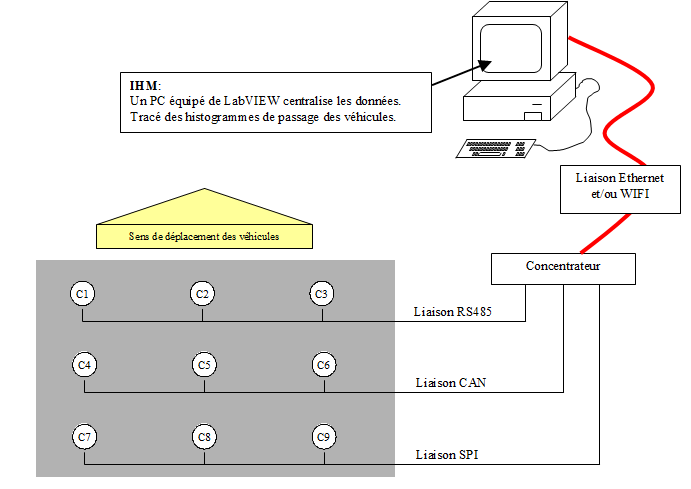 IHM:
Un PC équipé de LabVIEW centralise les données.
Tracé des histogrammes de passage des véhicules.
Liaison Ethernet
et/ou WIFI
Sens de déplacement des véhicules
Concentrateur
C1 C2 C3
Liaison RS485
C4 C5 C6
Liaison CAN
C7 C8 C9
Liaison SPI